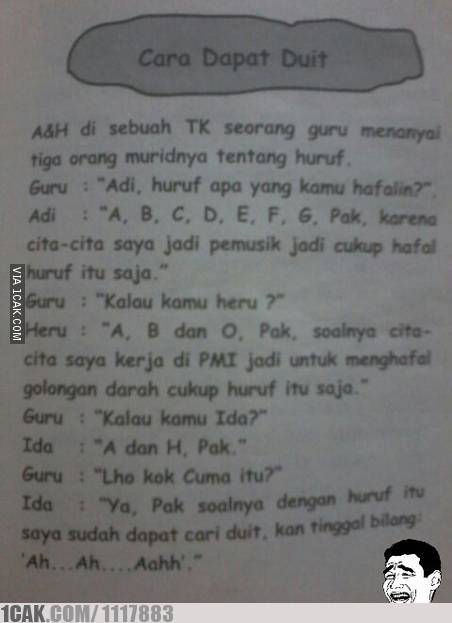 Cara Dapat Duit
A&H di sebuah TK seorang guru menanyai
tiga orang muridnya tentang huruf.
Guru : "Adi, huruf apa yang kamu hafalin?".
Adi : "A, B, C, D, E, F, G, Pak, karena
cita-cita saya jadi pemusik jadi cukup hafal
huruf itu saja."
Guru : "Kalau kamu heru ?"
Heru : "A, B dan O, Pak, soalnya cita-
cita saya kerja di PMI jadi untuk menghafal
golongan darah cukup huruf itu saja."
Guru : "Kalau kamu Ida?"
Ida : "A dan H, Pak."
Guru : "Lho kok Cuma itu?"
Ida : "Ya, Pak soalnya dengan huruf itu
saya sudah dapat cari duit, kan tinggal bilang:
'Ah...Ah....Aahh'."
VIA 1CAK.COM
1CAK.COM/1117883